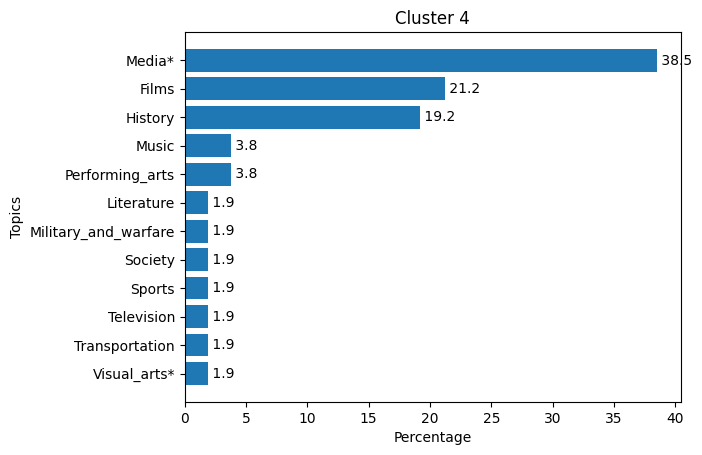 Cluster 4
Media* 38.5
Films 21.2
History 19.2
Music 3.8
Performing_arts 3.8
Literature 1.9
Military_and_warfare 1.9
Society 1.9
Sports 1.9
Television 1.9
Transportation 1.9
Visual_arts* 1.9
Topics
0 5 10 15 20 25 30 35 40
Percentage